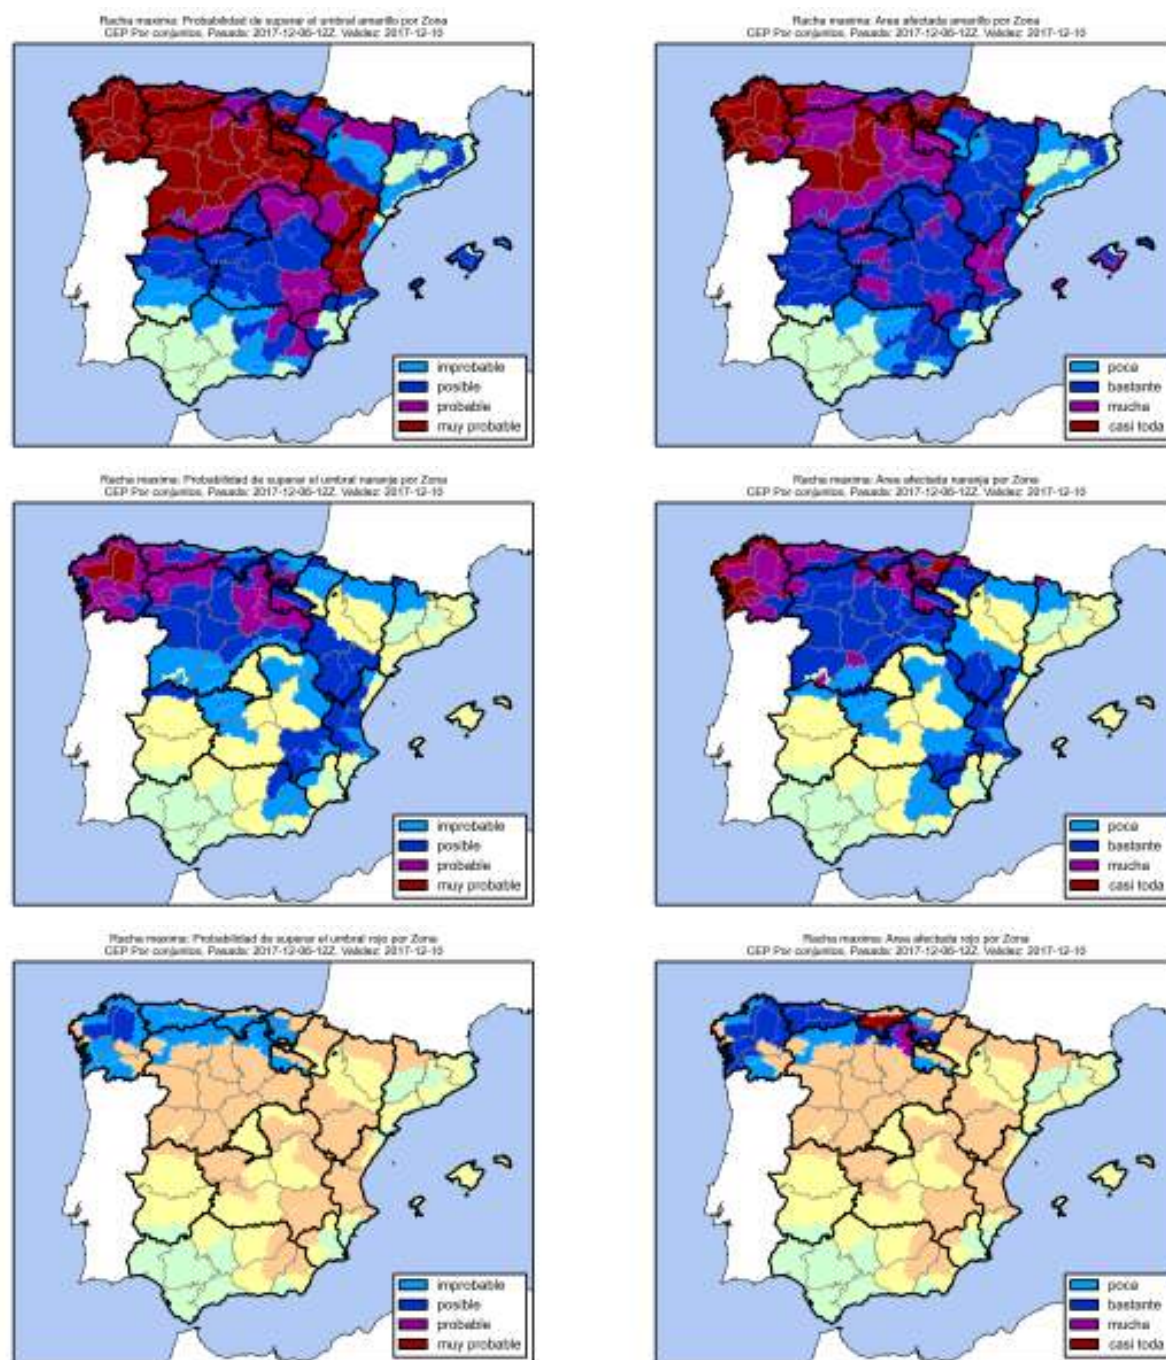 Racha maxima: Probabilidad de superar el umbral amarillo por Zona
CEP Por conjuntos, Pasada: 2017-12-06-12Z, Validez: 2017-12-10
improbable
posible
probable
muy probable
Racha maxima: Area afectada amarillo por Zona
CEP Por conjuntos, Pasada: 2017-12-06-12Z, Validez: 2017-12-10
poca
bastante
mucha
casi toda
Racha maxima: Probabilidad de superar el umbral naranja por Zona
CEP Por conjuntos, Pasada: 2017-12-06-12Z, Validez: 2017-12-10
improbable
posible
probable
muy probable
Racha maxima: Area afectada naranja por Zona
CEP Por conjuntos, Pasada: 2017-12-06-12Z, Validez: 2017-12-10
poca
bastante
mucha
casi toda
Racha maxima: Probabilidad de superar el umbral rojo por Zona
CEP Por conjuntos, Pasada: 2017-12-06-12Z, Validez: 2017-12-10
improbable
posible
probable
muy probable
Racha maxima: Area afectada rojo por Zona
CEP Por conjuntos, Pasada: 2017-12-06-12Z, Validez: 2017-12-10
poca
bastante
mucha
casi toda